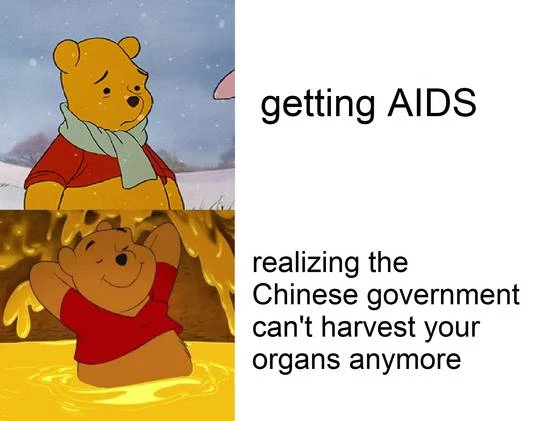 getting AIDS
realizing the
Chinese government
can't harvest your
organs anymore